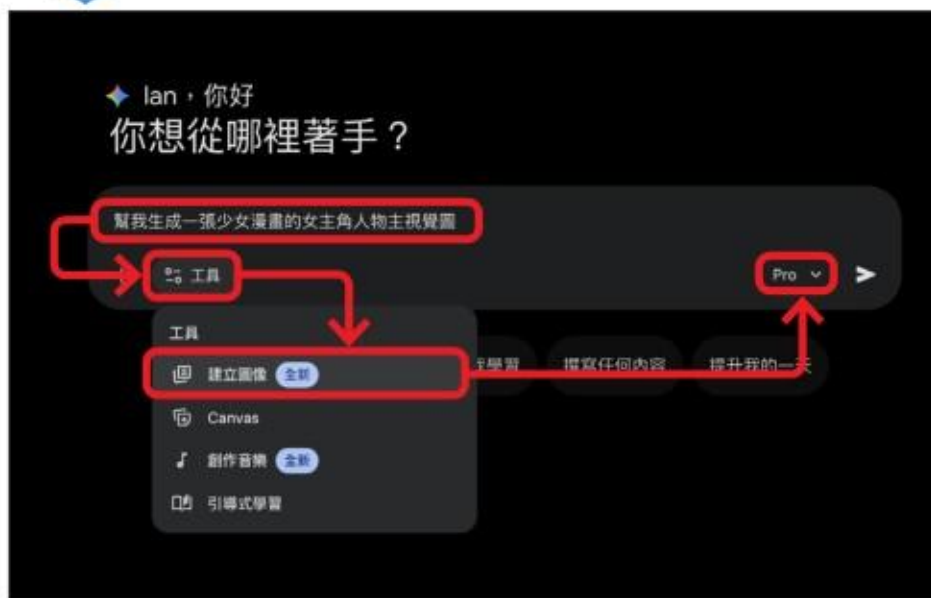 Ian，你好
你想從哪裡著手？
幫我生成一張少女漫畫的女主角人物主視覺圖
工具
Pro
工具
建立圖像 全新
學習
撰寫任何內容
提升我的一天
Canvas
創作音樂 全新
引導式學習